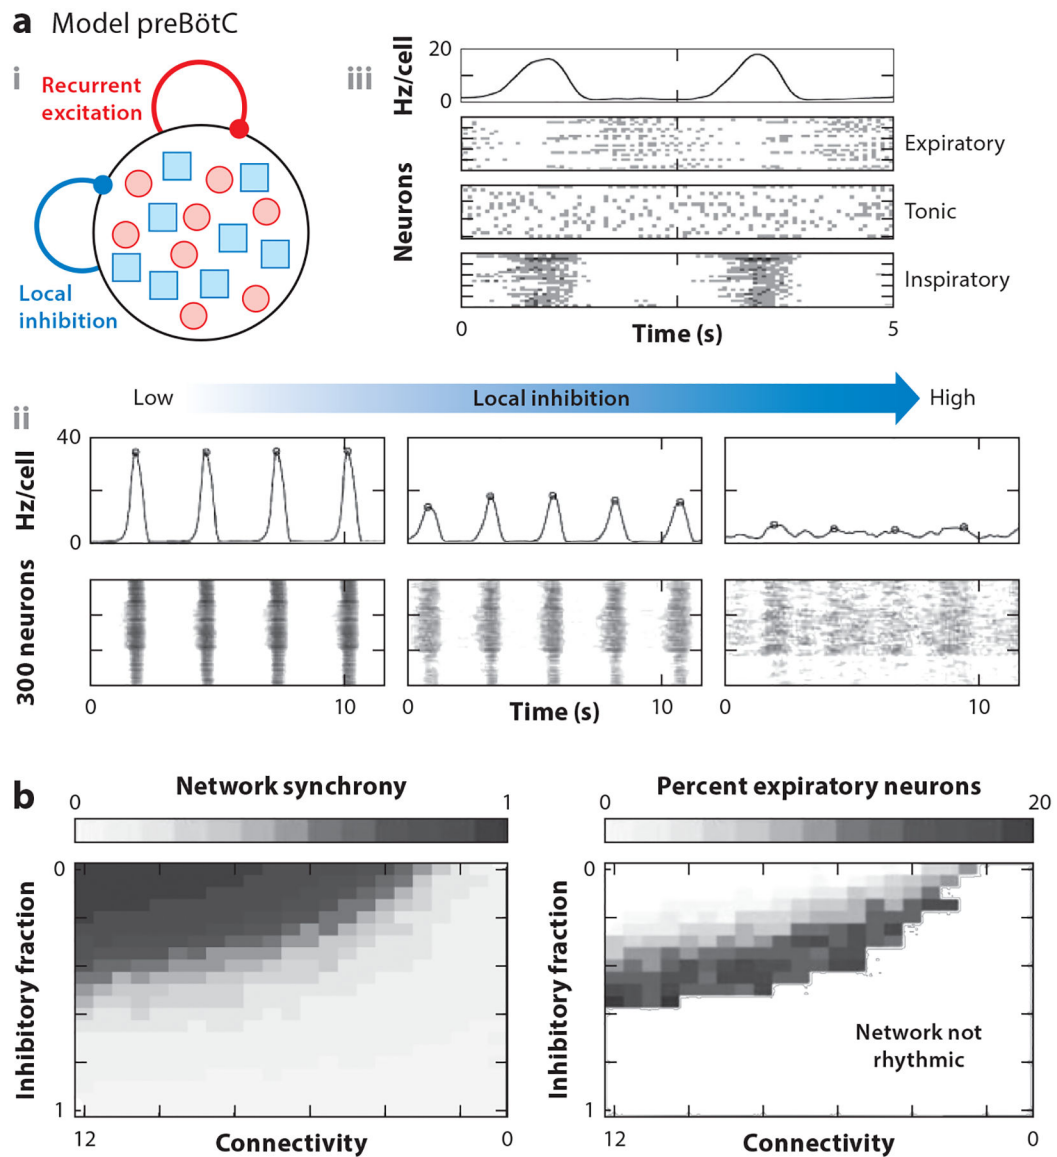 a Model preBötC
i
Recurrent
excitation
Local
inhibition
iii
Hz/cell
20
0
Neurons
Expiratory
Tonic
Inspiratory
0
Time (s)
5
ii
Low
Local inhibition
High
Hz/cell
40
0
300 neurons
0
10
0
10
0
10
Time (s)
b
Network synchrony
0
1
Inhibitory fraction
0
1
12
Connectivity
0
Percent expiratory neurons
0
20
Inhibitory fraction
0
1
Network not
rhythmic
12
Connectivity
0